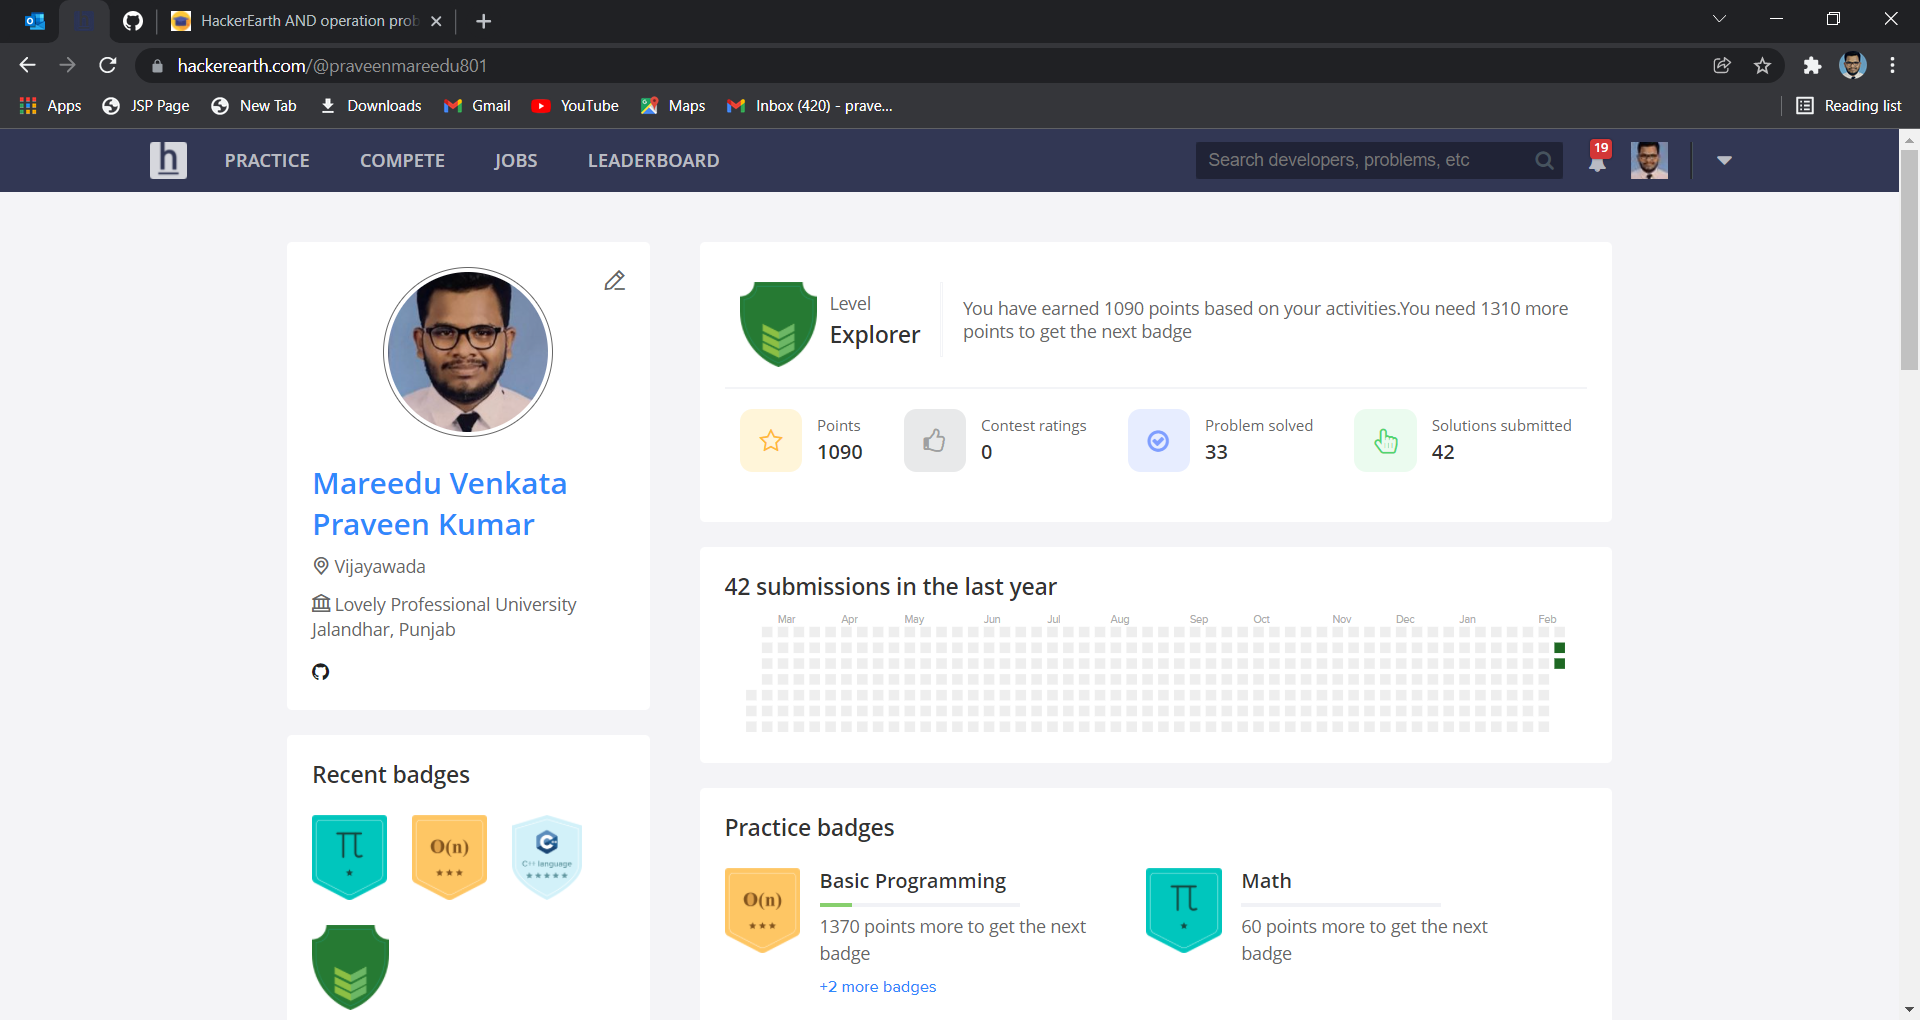 HackerEarth AND operation prob
hackerearth.com/@praveenmareedu801
Apps
JSP Page
New Tab
Downloads
Gmail
YouTube
Maps
Inbox (420) - prave...
Reading list
h
PRACTICE
COMPETE
JOBS
LEADERBOARD
Search developers, problems, etc
19
Mareedu Venkata
Praveen Kumar
Vijayawada
Lovely Professional University
Jalandhar, Punjab
Recent badges
π
O(n)
C++
C++ language
Level
Explorer
You have earned 1090 points based on your activities.You need 1310 more
points to get the next badge
Points
1090
Contest ratings
0
Problem solved
33
Solutions submitted
42
42 submissions in the last year
Mar Apr May Jun Jul Aug Sep Oct Nov Dec Jan Feb
Practice badges
O(n)
Basic Programming
1370 points more to get the next
badge
+2 more badges
π
Math
60 points more to get the next
badge